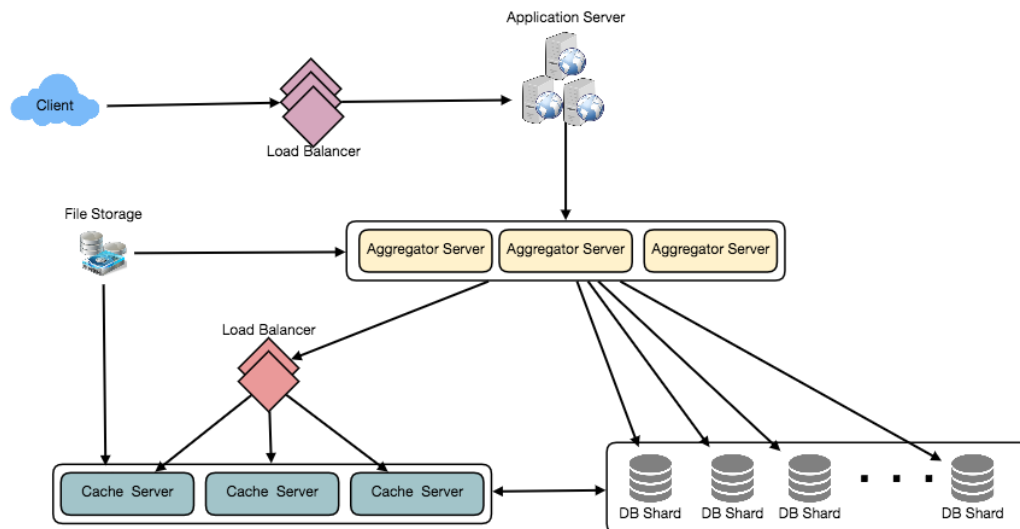 Application Server
Client
Load Balancer
File Storage
Aggregator Server
Aggregator Server
Aggregator Server
Load Balancer
Cache Server
Cache Server
Cache Server
DB Shard
DB Shard
DB Shard
DB Shard